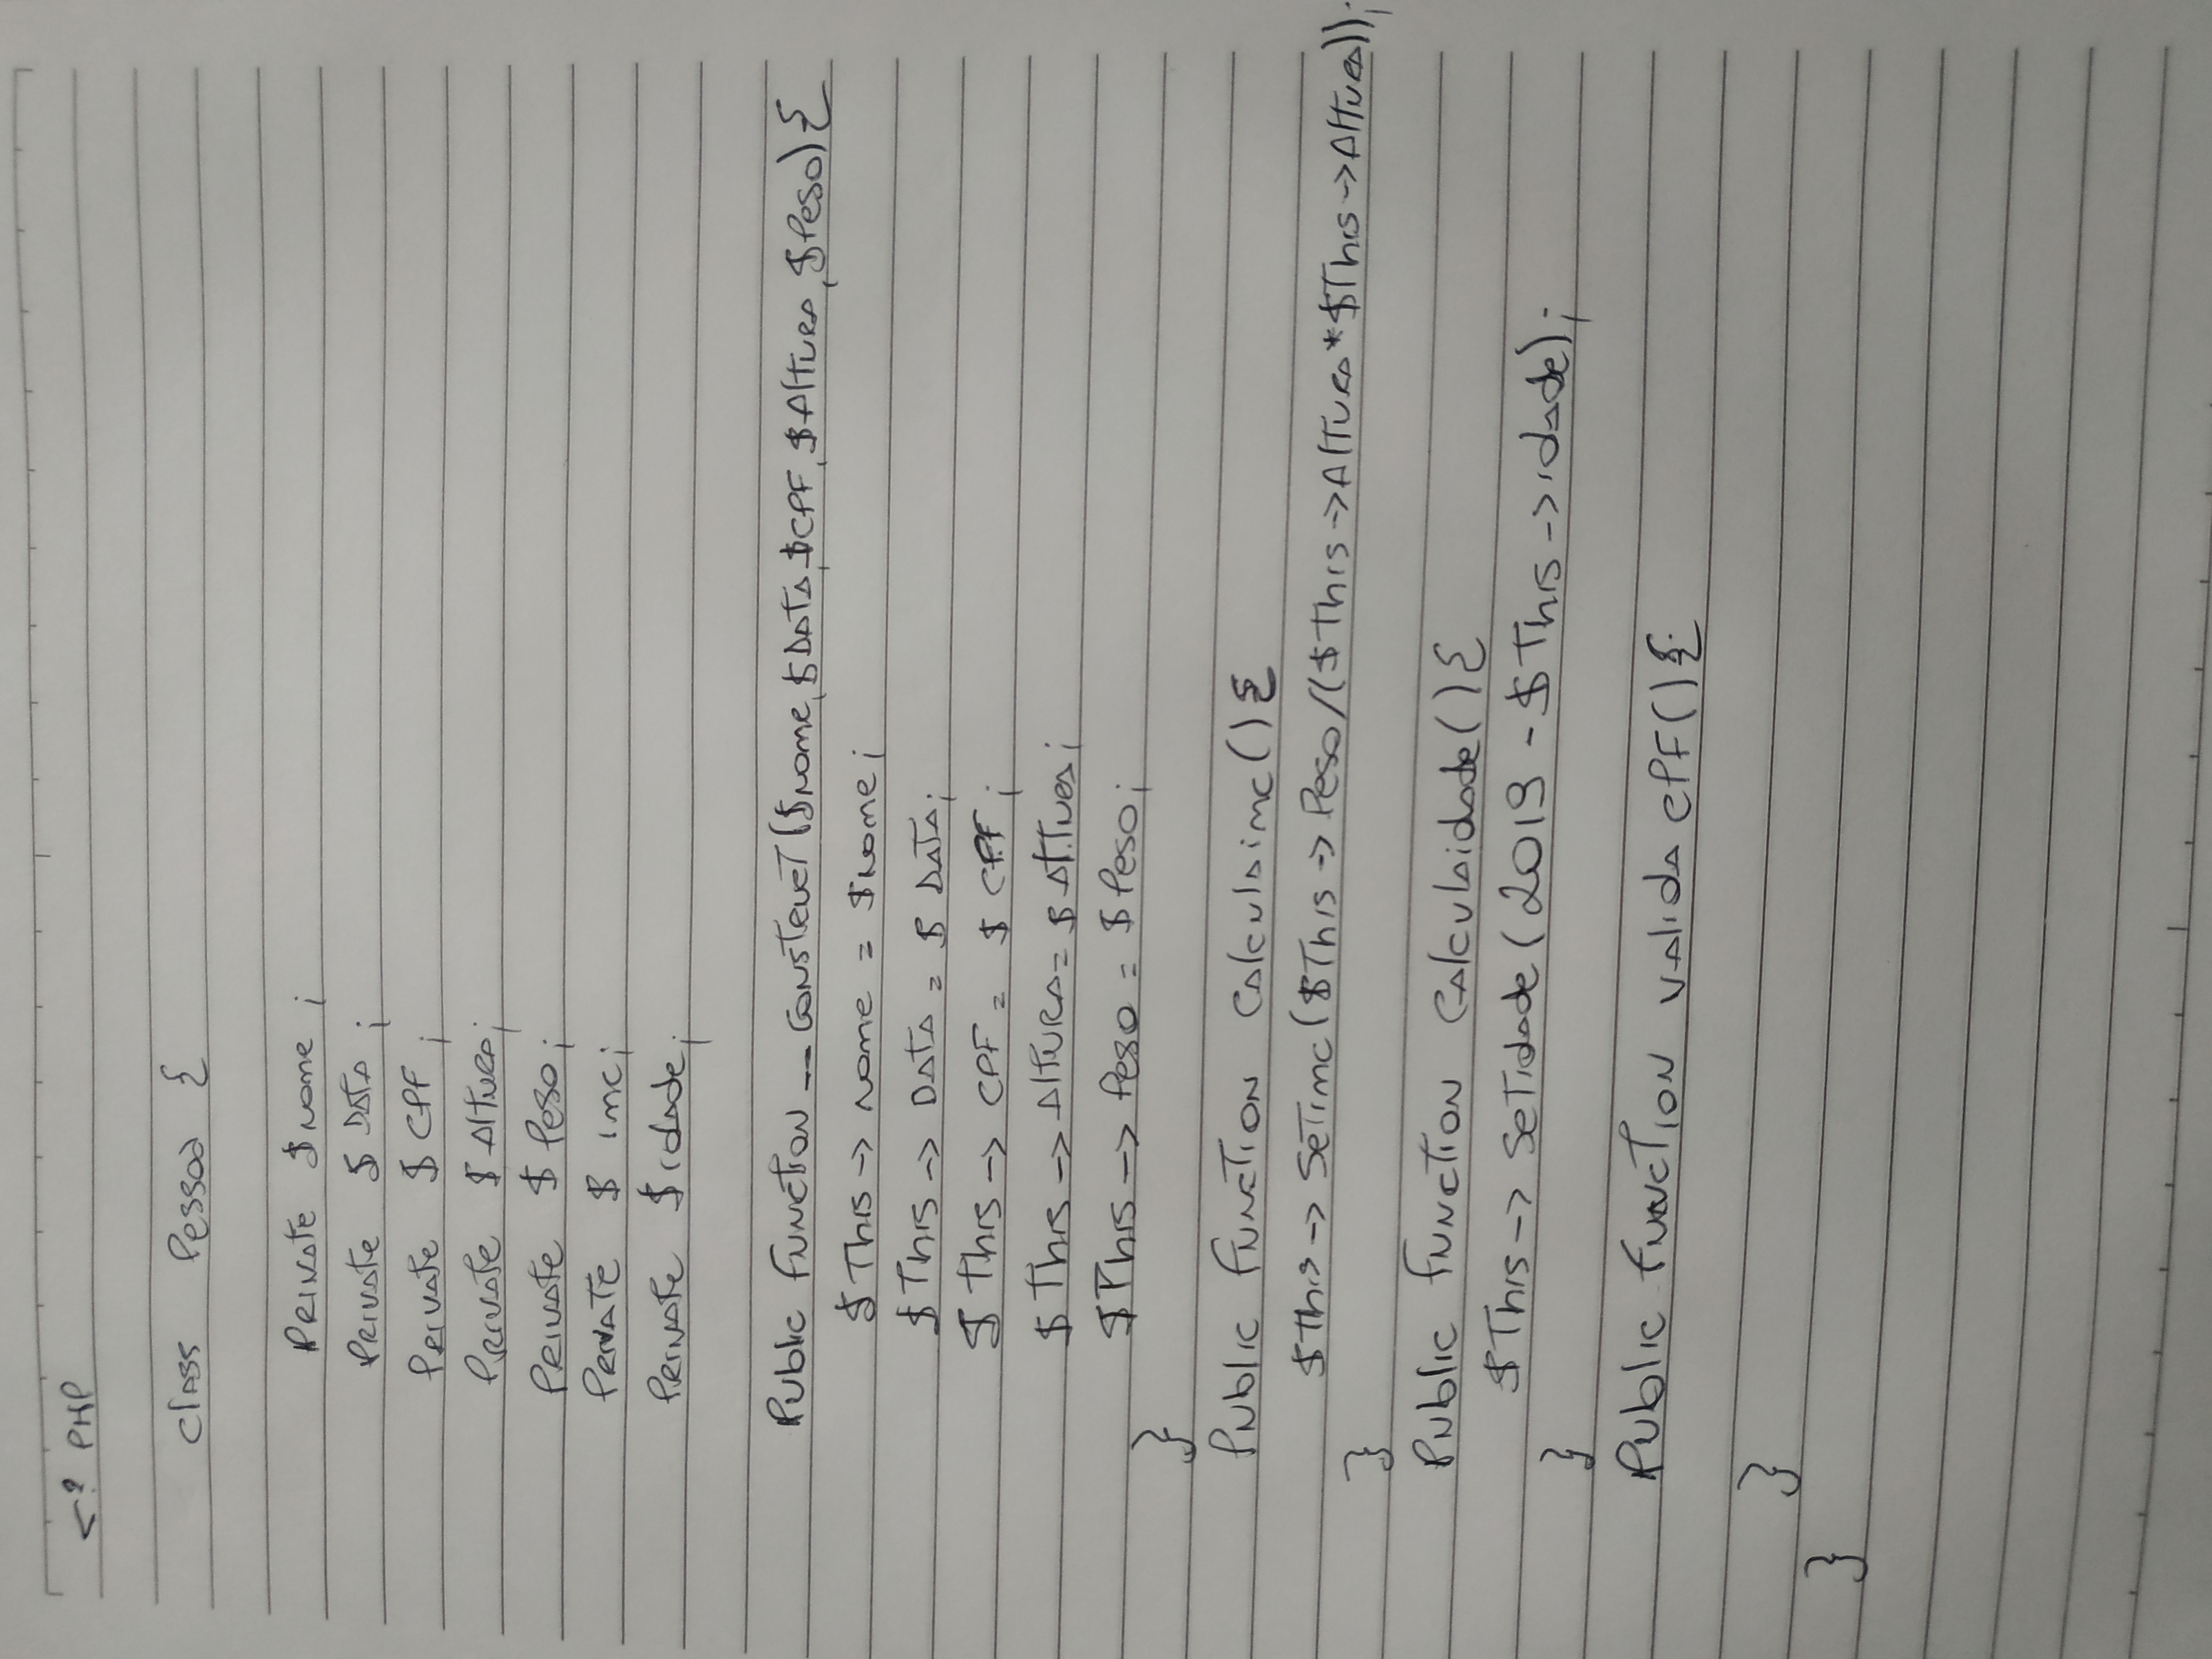 <? PHP
class Pessoa {
Private $nome ;
Private $ Data ;
Private $ CPF ;
Private $ Altura;
Private $ Peso;
Private $ imc;
Private $idade;
Public function __construct($nome, $Data, $CPF, $Altura, $Peso){
$This -> nome = $nome;
$This -> Data = $ Data;
$ This -> CPF = $ CPF;
$ This -> Altura = $ Altura;
$This -> Peso = $ Peso;
}
Public function Calculaimc(){
$This -> SeTimc($This -> Peso/($This ->Altura*$This->Altura));
}
Public function Calculaidade(){
$This -> SeTidade(2019 - $This ->idade);
}
Public function valida CPF(){
}
}